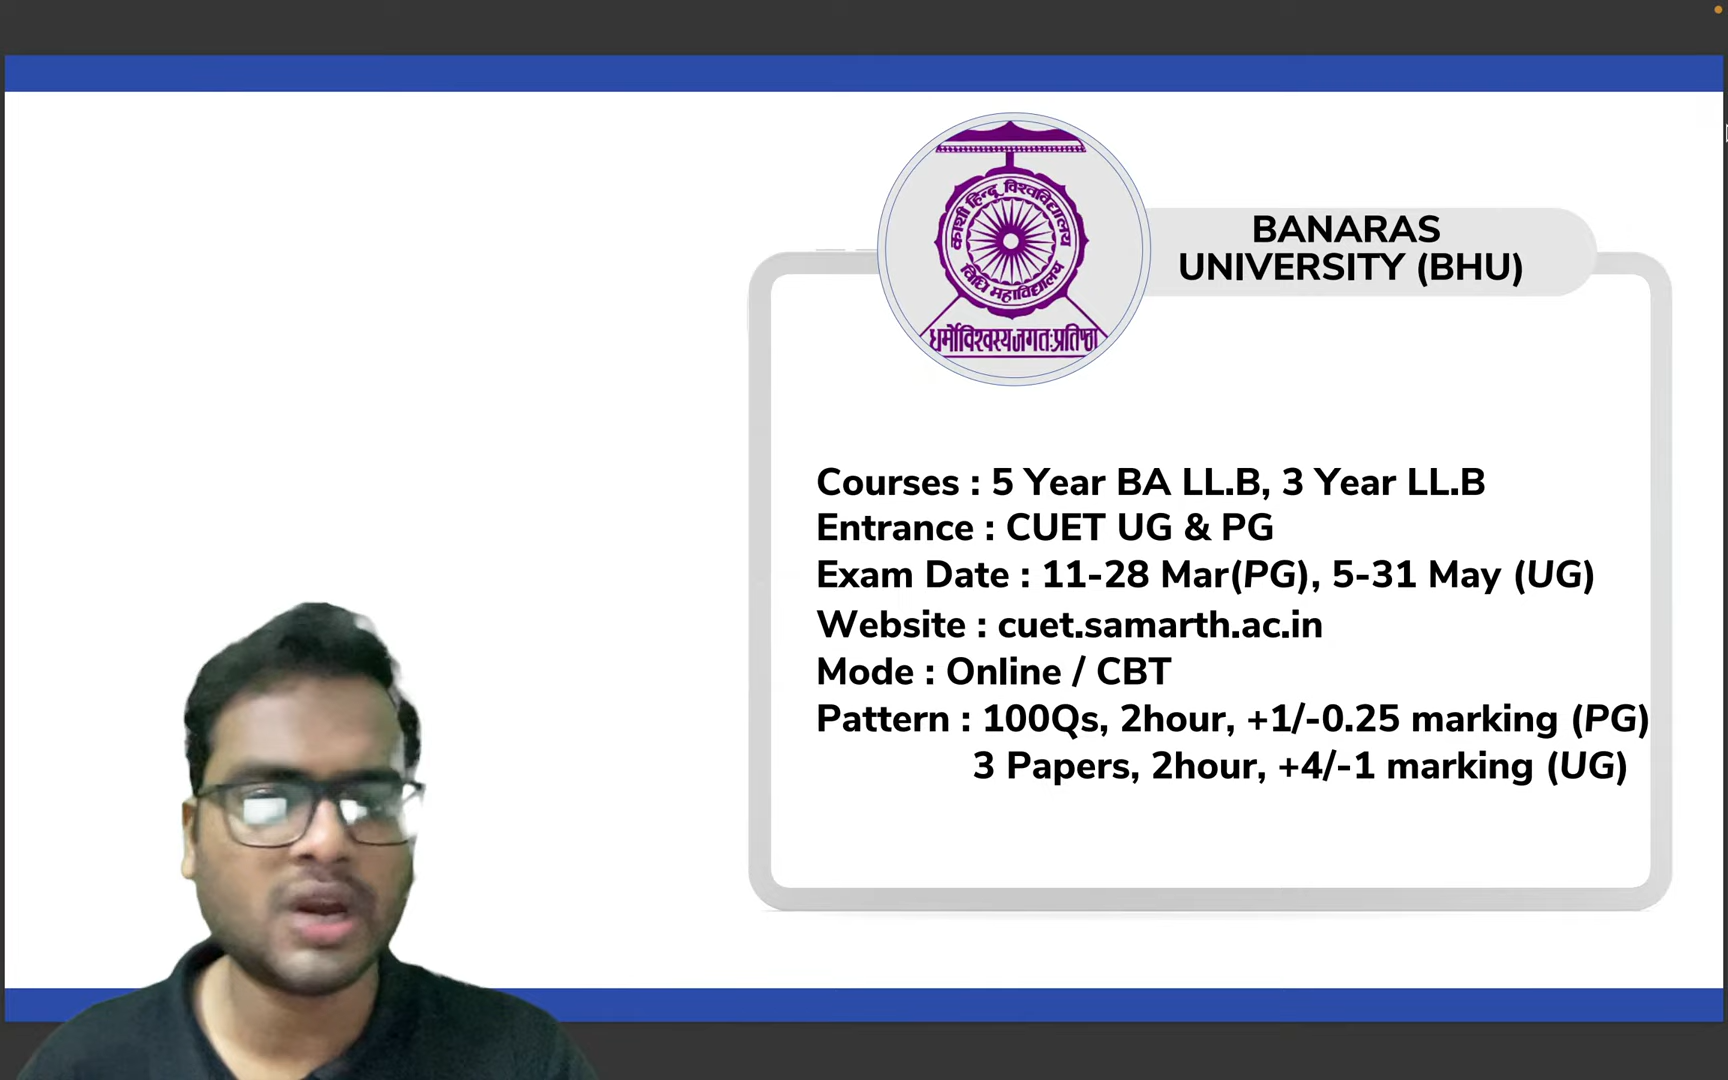 काशी हिन्दू विश्वविद्यालय
विधि महाविद्यालय
धर्मोविश्वस्यजगतःप्रतिष्ठा
BANARAS
UNIVERSITY (BHU)
Courses : 5 Year BA LL.B, 3 Year LL.B
Entrance : CUET UG & PG
Exam Date : 11-28 Mar(PG), 5-31 May (UG)
Website : cuet.samarth.ac.in
Mode : Online / CBT
Pattern : 100Qs, 2hour, +1/-0.25 marking (PG)
3 Papers, 2hour, +4/-1 marking (UG)